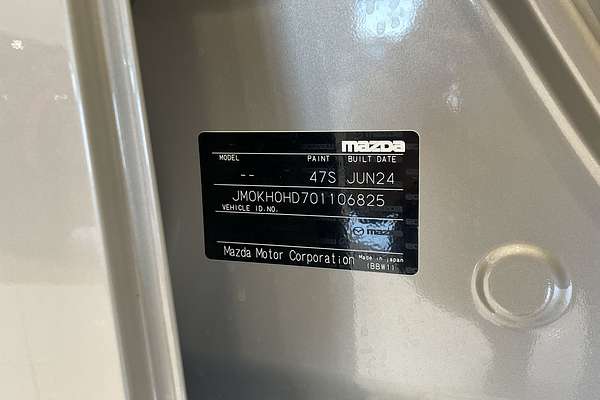 mazda
MODEL PAINT BUILT DATE
-- 47S JUN24
JM0KH0HD701106825
VEHICLE ID.NO.
mazda
Mazda Motor Corporation Made in Japan
(BBW1)